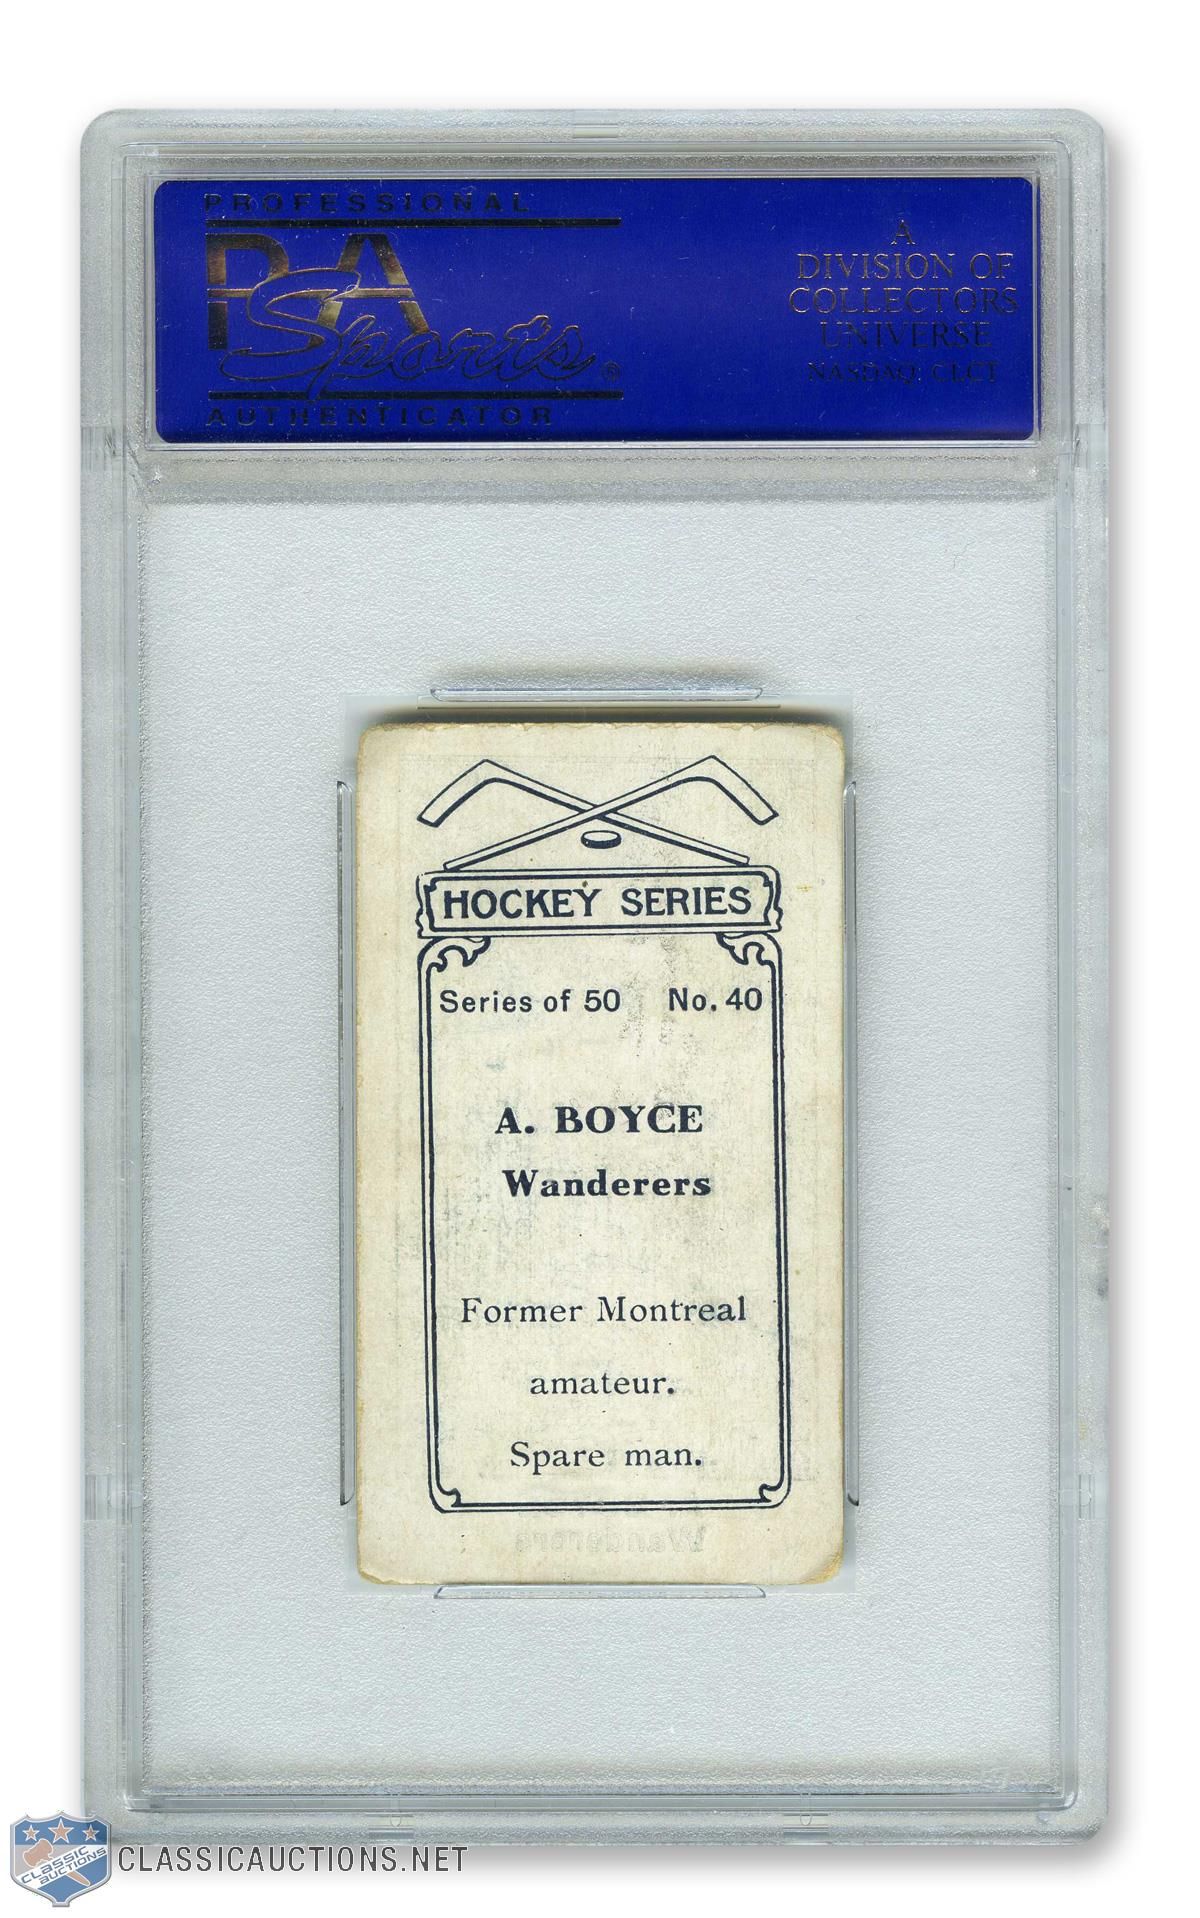 PROFESSIONAL
PSA
Sports®
AUTHENTICATOR
A
DIVISION OF
COLLECTORS
UNIVERSE
NASDAQ: CLCT
HOCKEY SERIES
Series of 50 No. 40
A. BOYCE
Wanderers
Former Montreal
amateur.
Spare man.
Wanderers
CLASSIC
AUCTIONS
CLASSICAUCTIONS.NET